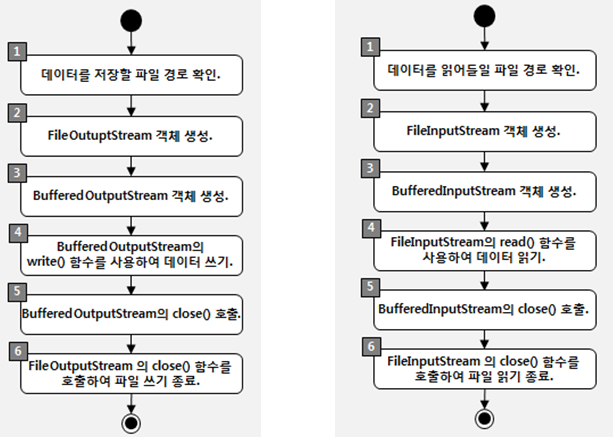 1
데이터를 저장할 파일 경로 확인.
2
FileOutuptStream 객체 생성.
3
BufferedOutputStream 객체 생성.
4
BufferedOutputStream의
write() 함수를 사용하여 데이터 쓰기.
5
BufferedOutputStream의 close() 호출.
6
FileOutputStream 의 close() 함수를
호출하여 파일 쓰기 종료.
1
데이터를 읽어들일 파일 경로 확인.
2
FileInputStream 객체 생성.
3
BufferedInputStream 객체 생성.
4
FileInputStream의 read() 함수를
사용하여 데이터 읽기.
5
BufferedInputStream의 close() 호출.
6
FileInputStream 의 close() 함수를
호출하여 파일 읽기 종료.